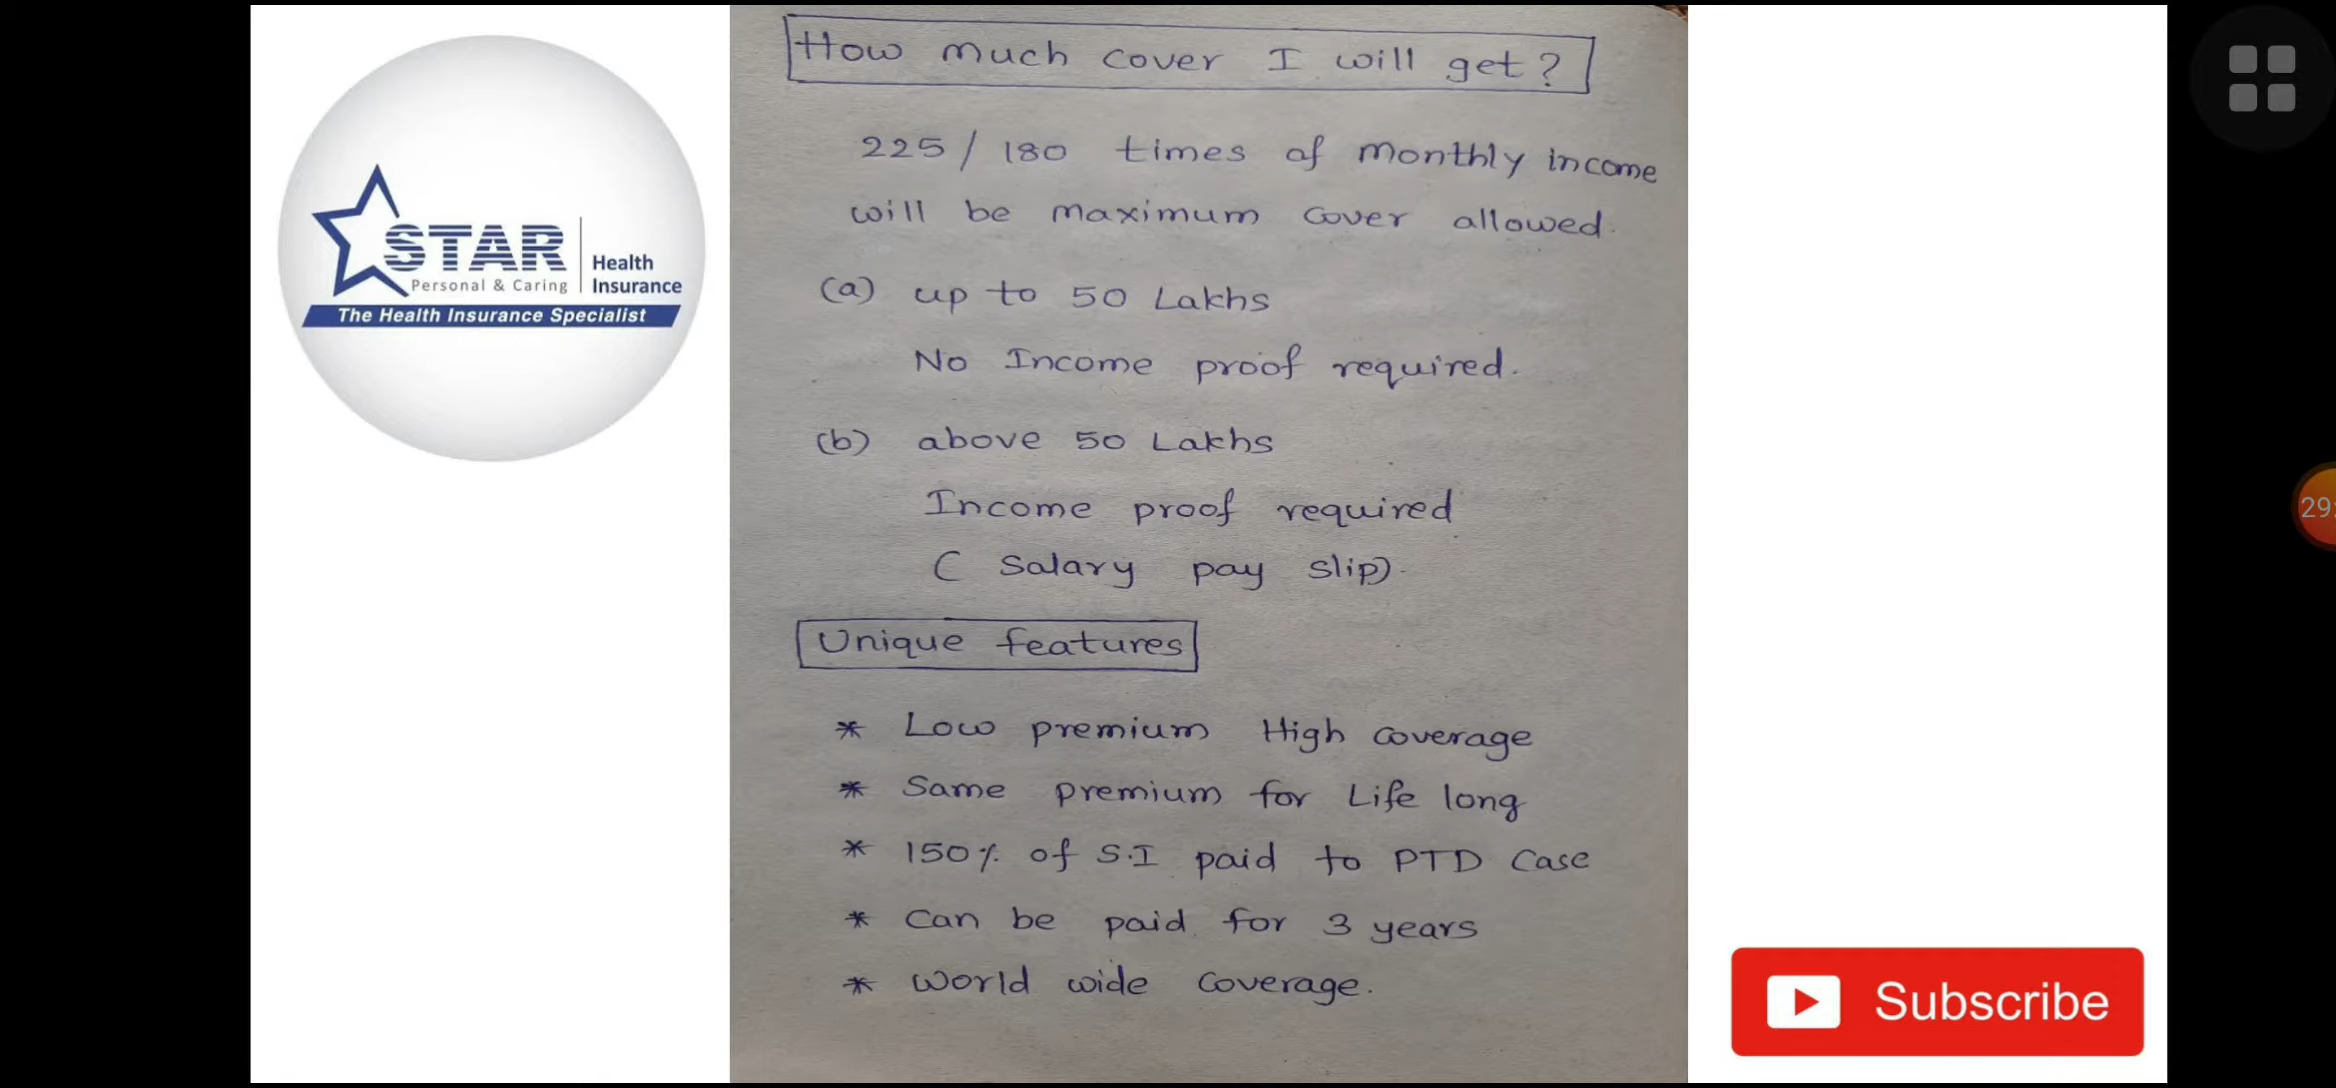 STAR
Personal & Caring
Health
Insurance
The Health Insurance Specialist
How much cover I will get?
225/180 times of monthly income
will be maximum cover allowed.
(a) up to 50 Lakhs
No Income proof required.
(b) above 50 Lakhs
Income proof required
( Salary pay slip).
Unique features
* Low premium High coverage
* Same premium for Life long
* 150% of S.I paid to PTD Case
* Can be paid for 3 years
* World wide coverage.
29
Subscribe